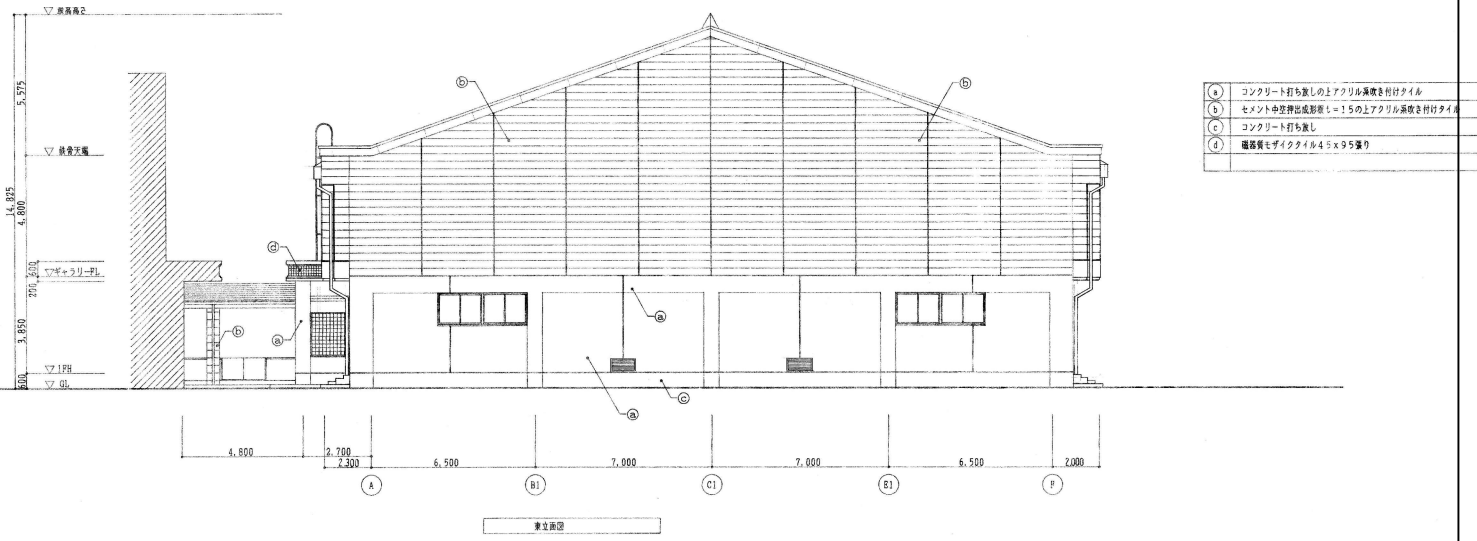 ▽ 最高高さ
5,575
▽ 鉄骨天端
14,825
4,800
600
▽ギャラリーFL
200
3,850
▽ 1FH
600
▽ GL
ⓑ
ⓑ
ⓓ
ⓑ
ⓐ
ⓐ
ⓐ
ⓒ
ⓐ コンクリート打ち放しの上アクリル系吹き付けタイル
ⓑ セメント中空押出成形板t=15の上アクリル系吹き付けタイル
ⓒ コンクリート打ち放し
ⓓ 磁器質モザイクタイル45x95張り
4,800
2,700
2,300
6,500
7,000
7,000
6,500
2,000
A
B1
C1
E1
F
東立面図